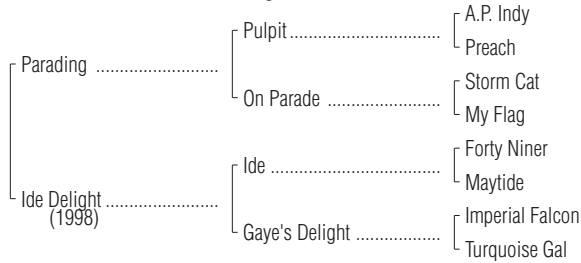 A.P. Indy
Pulpit
Preach
Parading
Storm Cat
On Parade
My Flag
Forty Niner
Ide
Maytide
Ide Delight
(1998)
Imperial Falcon
Gaye's Delight
Turquoise Gal